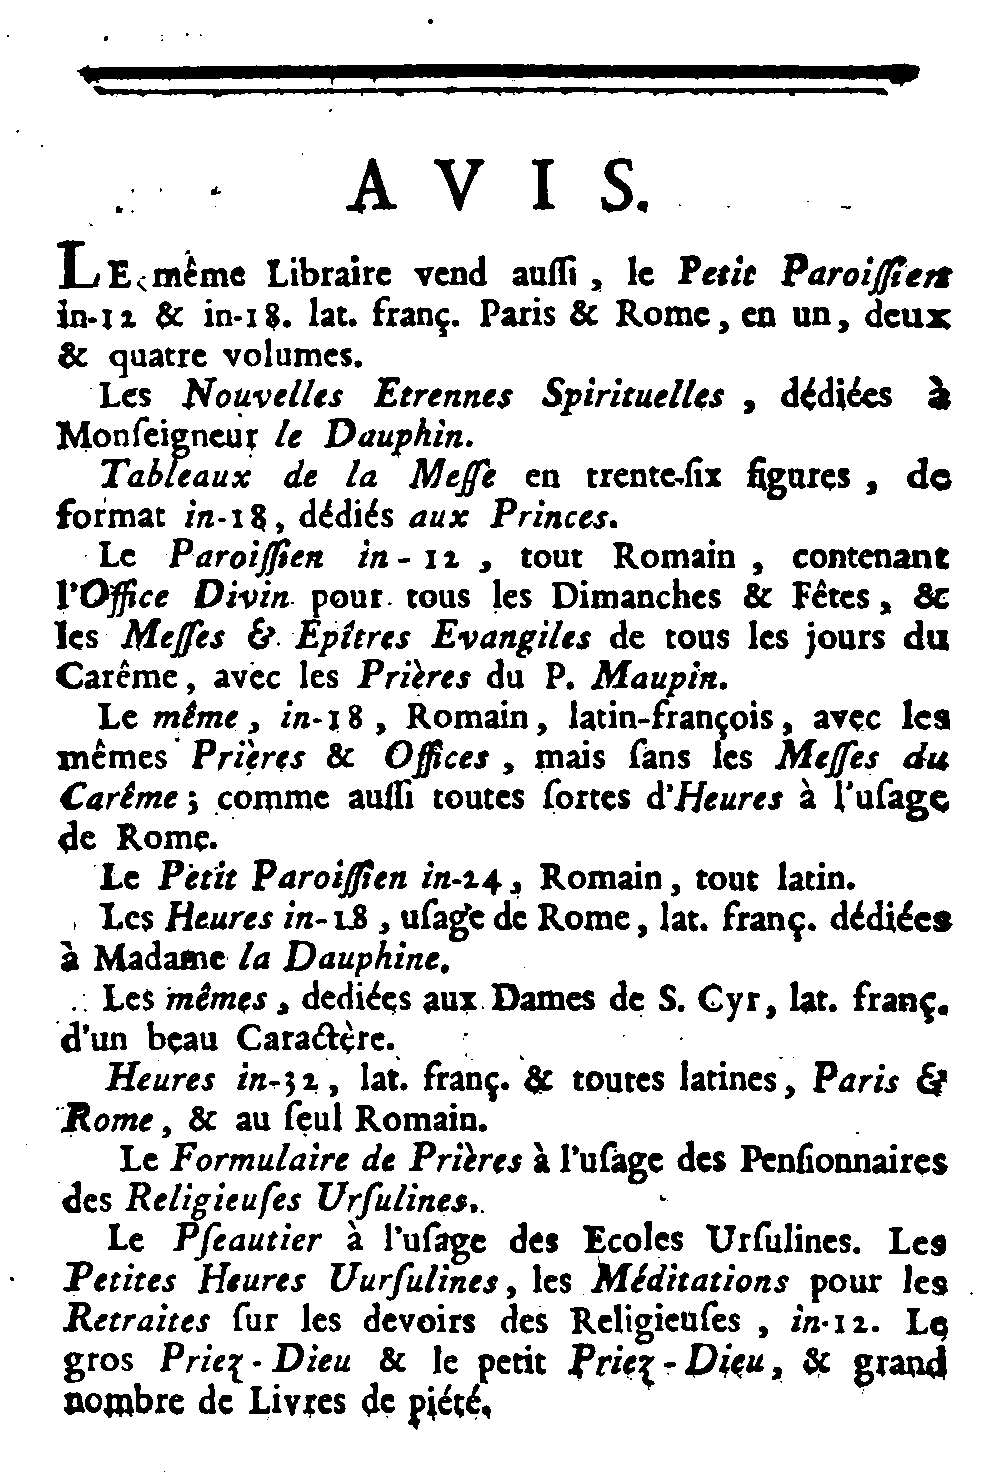 AVIS.
LE même Libraire vend auſſi, le Petit Paroiſſien
in-12 & in-18. lat. franç. Paris & Rome, en un, deux
& quatre volumes.
Les Nouvelles Etrennes Spirituelles, dédiées à
Monſeigneur le Dauphin.
Tableaux de la Meſſe en trente-ſix figures, de
format in-18, dédiés aux Princes.
Le Paroiſſien in-12, tout Romain, contenant
l'Office Divin pour tous les Dimanches & Fêtes, &
les Meſſes & Epîtres Evangiles de tous les jours du
Carême, avec les Prières du P. Maupin.
Le même, in-18, Romain, latin-françois, avec les
mêmes Prières & Offices, mais ſans les Meſſes du
Carême; comme auſſi toutes ſortes d'Heures à l'uſage
de Rome.
Le Petit Paroiſſien in-24, Romain, tout latin.
Les Heures in-18, uſage de Rome, lat. franç. dédiées
à Madame la Dauphine.
Les mêmes, dediées aux Dames de S. Cyr, lat. franç.
d'un beau Caractère.
Heures in-32, lat. franç. & toutes latines, Paris &
Rome, & au ſeul Romain.
Le Formulaire de Prières à l'uſage des Penſionnaires
des Religieuſes Urſulines.
Le Pſeautier à l'uſage des Ecoles Urſulines. Les
Petites Heures Uurſulines, les Méditations pour les
Retraites ſur les devoirs des Religieuſes, in-12. Le
gros Priez-Dieu & le petit Priez-Dieu, & grand
nombre de Livres de piété.